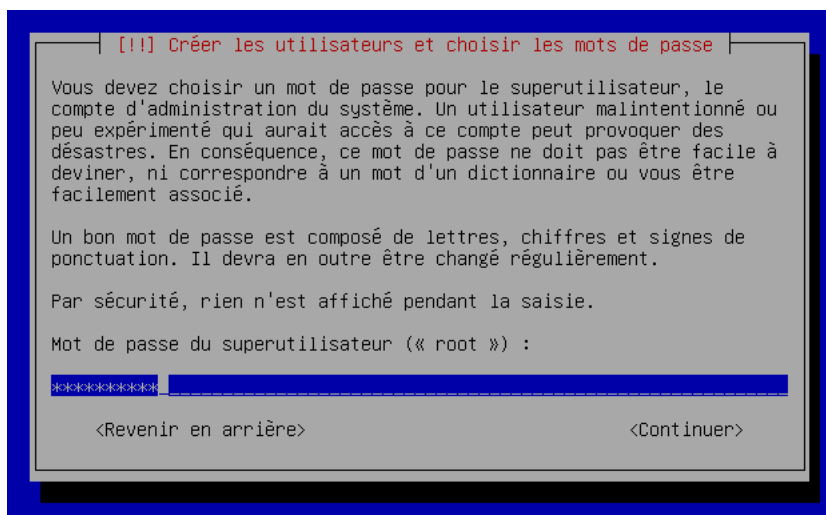 [!!] Créer les utilisateurs et choisir les mots de passe
Vous devez choisir un mot de passe pour le superutilisateur, le
compte d'administration du système. Un utilisateur malintentionné ou
peu expérimenté qui aurait accès à ce compte peut provoquer des
désastres. En conséquence, ce mot de passe ne doit pas être facile à
deviner, ni correspondre à un mot d'un dictionnaire ou vous être
facilement associé.
Un bon mot de passe est composé de lettres, chiffres et signes de
ponctuation. Il devra en outre être changé régulièrement.
Par sécurité, rien n'est affiché pendant la saisie.
Mot de passe du superutilisateur (« root ») :
**********
<Revenir en arrière> <Continuer>